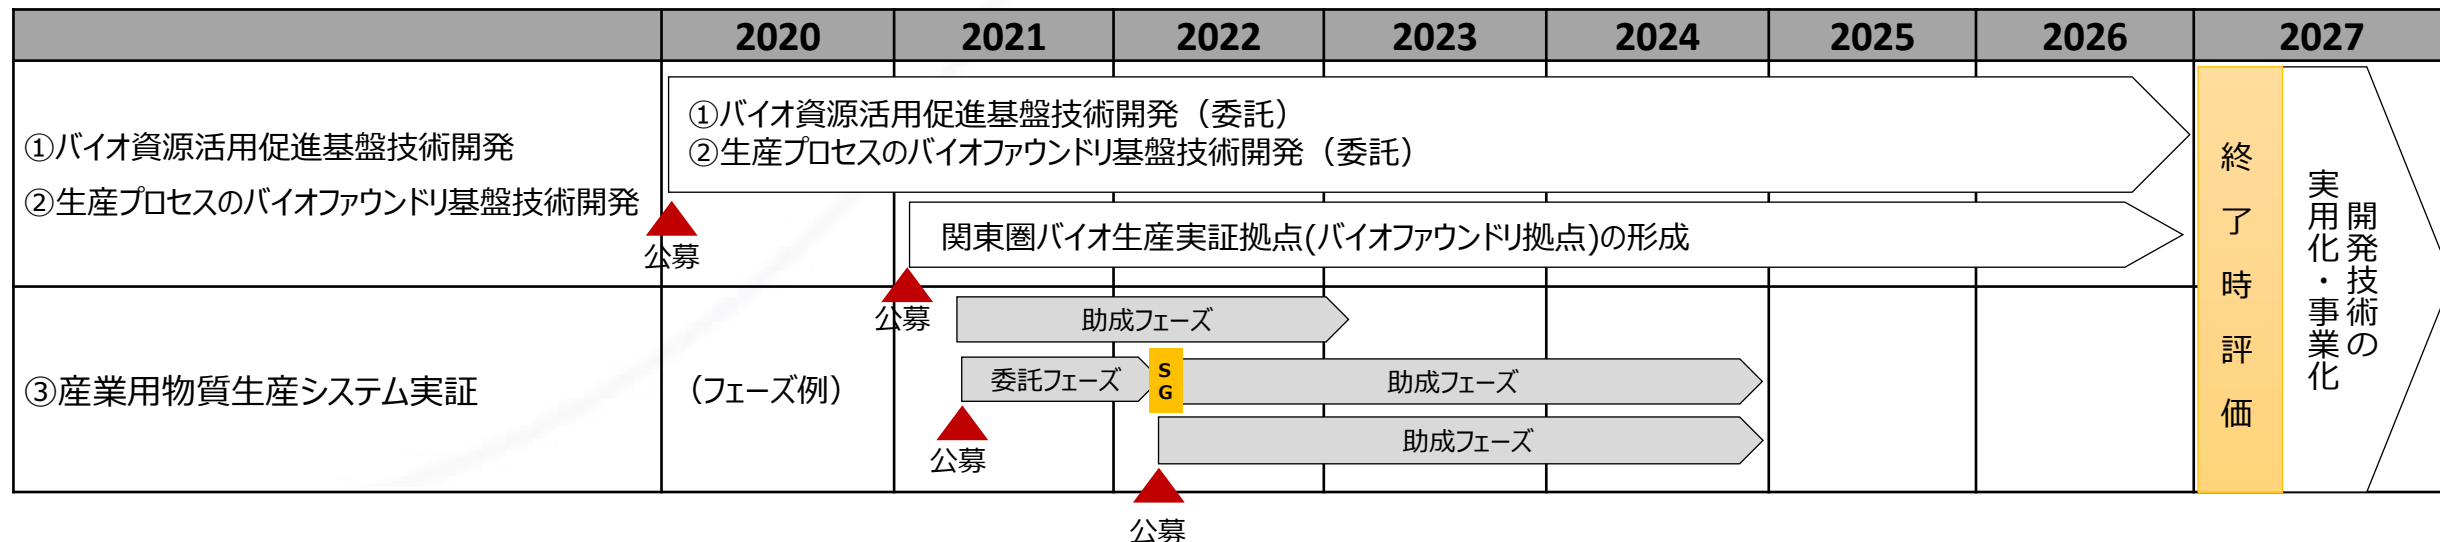 2020 2021 2022 2023 2024 2025 2026 2027
①バイオ資源活用促進基盤技術開発
②生産プロセスのバイオファウンドリ基盤技術開発
①バイオ資源活用促進基盤技術開発（委託）
②生産プロセスのバイオファウンドリ基盤技術開発（委託）
公募
関東圏バイオ生産実証拠点(バイオファウンドリ拠点)の形成
公募
③産業用物質生産システム実証
（フェーズ例）
助成フェーズ
委託フェーズ
SG
助成フェーズ
公募
助成フェーズ
公募
終了時評価
開発技術の
実用化・事業化